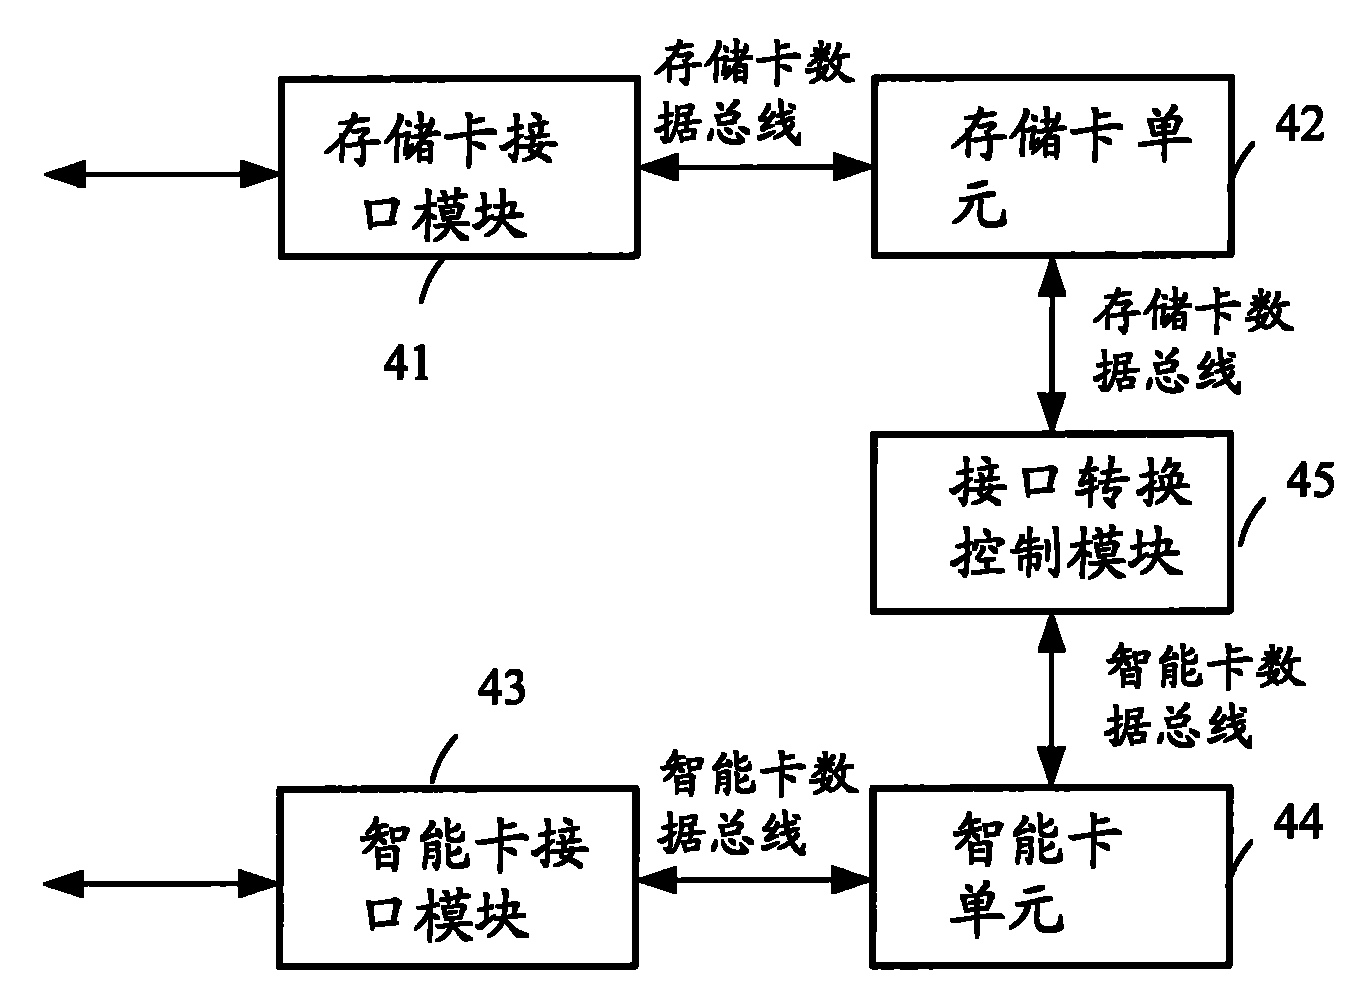 存储卡数
据总线
存储卡接
口模块
存储卡单
元
42
41
存储卡数
据总线
接口转换
控制模块
45
智能卡数
据总线
43
智能卡数
据总线
智能卡接
口模块
智能卡
单元
44